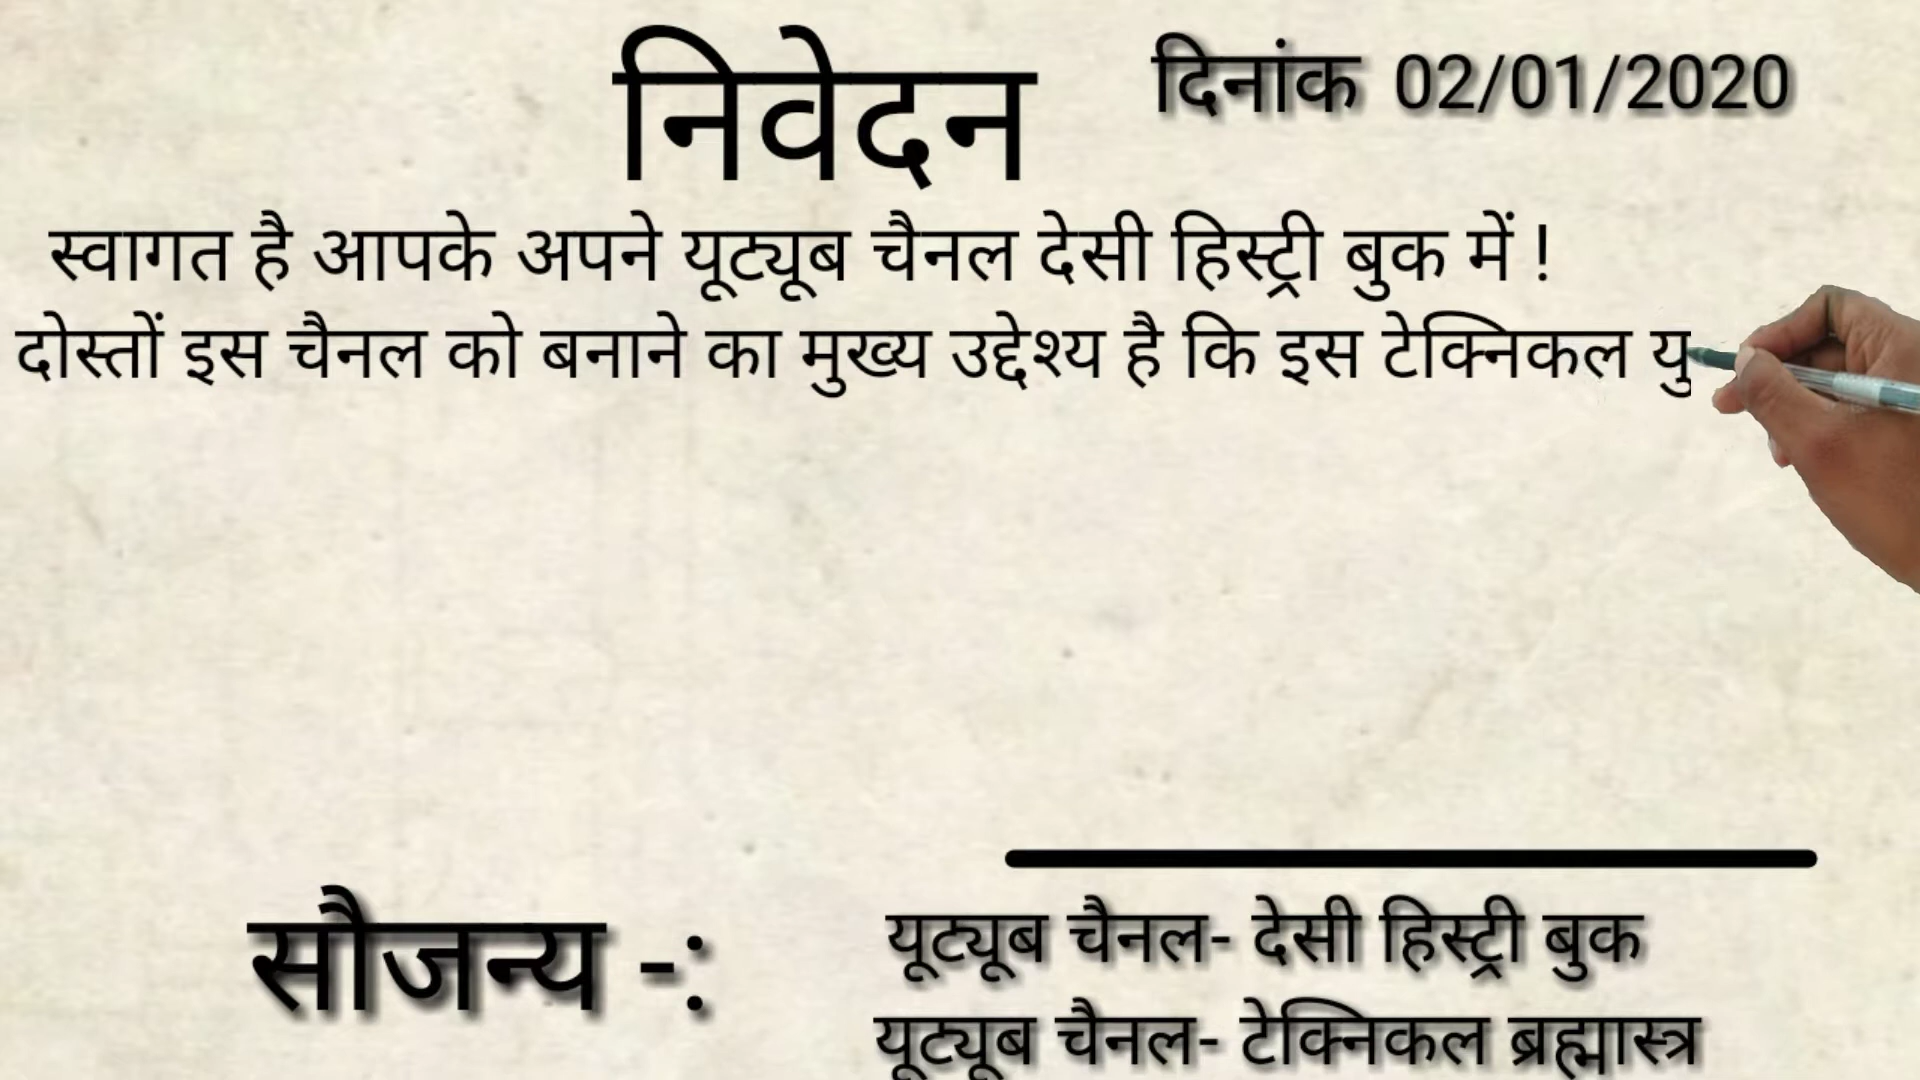 निवेदन
दिनांक 02/01/2020
स्वागत है आपके अपने यूट्यूब चैनल देसी हिस्ट्री बुक में !
दोस्तों इस चैनल को बनाने का मुख्य उद्देश्य है कि इस टेक्निकल यु
सौजन्य -:
यूट्यूब चैनल- देसी हिस्ट्री बुक
यूट्यूब चैनल- टेक्निकल ब्रह्मास्त्र